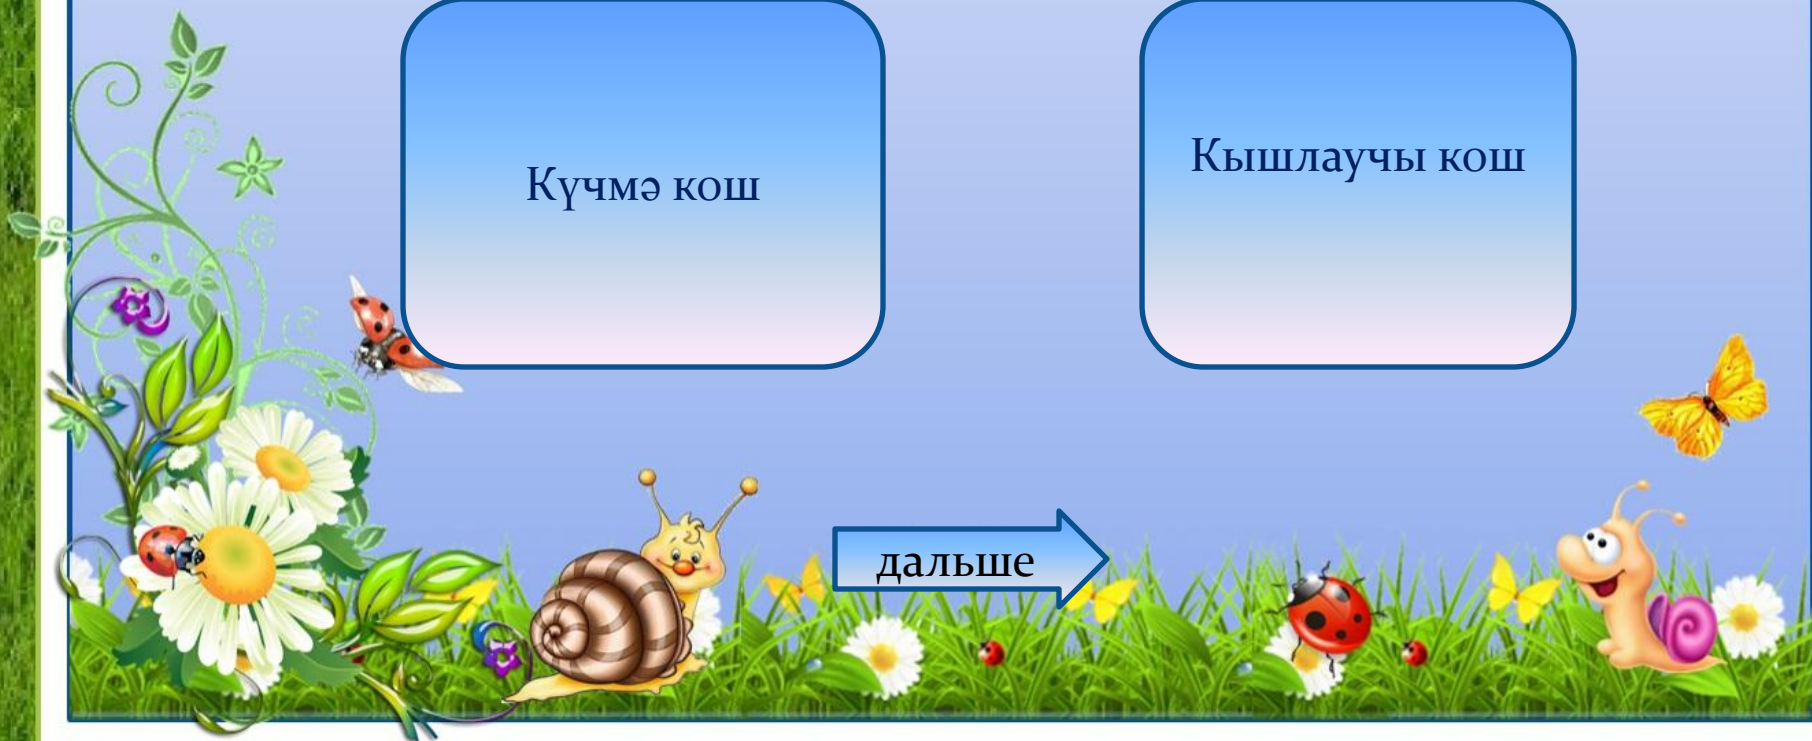 Күчмә кош
Кышлаучы кош
дальше